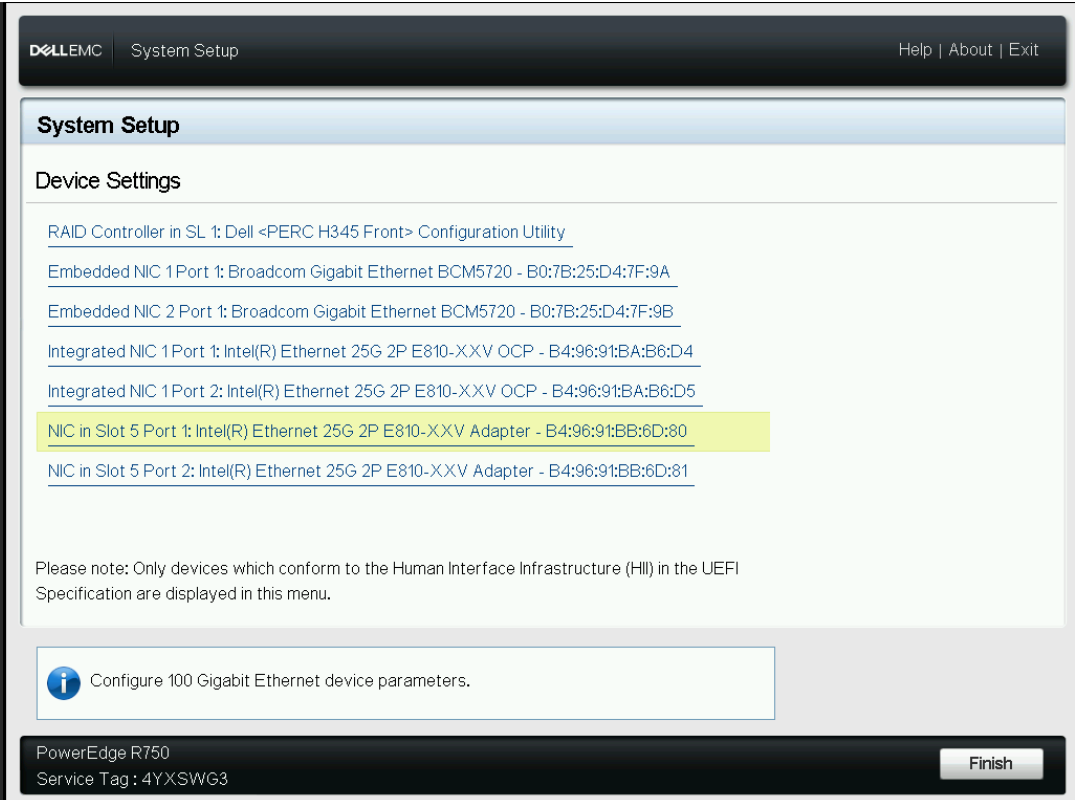 DELLEMC System Setup Help | About | Exit
System Setup
Device Settings
RAID Controller in SL 1: Dell <PERC H345 Front> Configuration Utility
Embedded NIC 1 Port 1: Broadcom Gigabit Ethernet BCM5720 - B0:7B:25:D4:7F:9A
Embedded NIC 2 Port 1: Broadcom Gigabit Ethernet BCM5720 - B0:7B:25:D4:7F:9B
Integrated NIC 1 Port 1: Intel(R) Ethernet 25G 2P E810-XXV OCP - B4:96:91:BA:B6:D4
Integrated NIC 1 Port 2: Intel(R) Ethernet 25G 2P E810-XXV OCP - B4:96:91:BA:B6:D5
NIC in Slot 5 Port 1: Intel(R) Ethernet 25G 2P E810-XXV Adapter - B4:96:91:BB:6D:80
NIC in Slot 5 Port 2: Intel(R) Ethernet 25G 2P E810-XXV Adapter - B4:96:91:BB:6D:81
Please note: Only devices which conform to the Human Interface Infrastructure (HII) in the UEFI
Specification are displayed in this menu.
Configure 100 Gigabit Ethernet device parameters.
PowerEdge R750
Service Tag : 4YXSWG3
Finish